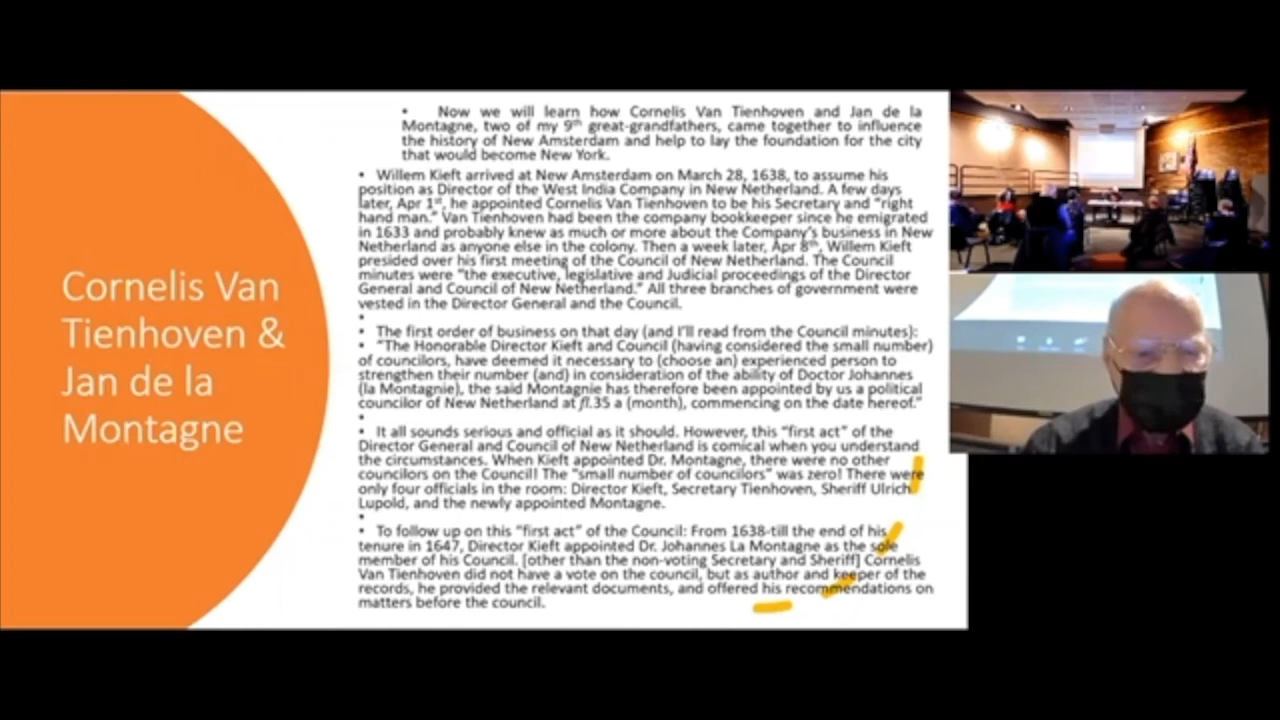 Cornelis Van
Tienhoven &
Jan de la
Montagne
• Now we will learn how Cornelis Van Tienhoven and Jan de la
Montagne, two of my 9th great-grandfathers, came together to influence
the history of New Amsterdam and help to lay the foundation for the city
that would become New York.
• Willem Kieft arrived at New Amsterdam on March 28, 1638, to assume his
position as Director of the West India Company in New Netherland. A few days
later, Apr 1st, he appointed Cornelis Van Tienhoven to be his Secretary and "right
hand man." Van Tienhoven had been the company bookkeeper since he emigrated
in 1633 and probably knew as much or more about the Company's business in New
Netherland as anyone else in the colony. Then a week later, Apr 8th, Willem Kieft
presided over his first meeting of the Council of New Netherland. The Council
minutes were "the executive, legislative and Judicial proceedings of the Director
General and Council of New Netherland." All three branches of government were
vested in the Director General and the Council.
•
• The first order of business on that day (and I'll read from the Council minutes):
• "The Honorable Director Kieft and Council (having considered the small number)
of councilors, have deemed it necessary to (choose an) experienced person to
strengthen their number (and) in consideration of the ability of Doctor Johannes
(la Montagnie), the said Montagnie has therefore been appointed by us a political
councilor of New Netherland at fl.35 a (month), commencing on the date hereof."
•
• It all sounds serious and official as it should. However, this "first act" of the
Director General and Council of New Netherland is comical when you understand
the circumstances. When Kieft appointed Dr. Montagne, there were no other
councilors on the Council! The "small number of councilors" was zero! There were
only four officials in the room: Director Kieft, Secretary Tienhoven, Sheriff Ulrich
Lupold, and the newly appointed Montagne.
•
• To follow up on this "first act" of the Council: From 1638-till the end of his
tenure in 1647, Director Kieft appointed Dr. Johannes La Montagne as the sole
member of his Council. [other than the non-voting Secretary and Sheriff] Cornelis
Van Tienhoven did not have a vote on the council, but as author and keeper of the
records, he provided the relevant documents, and offered his recommendations on
matters before the council.